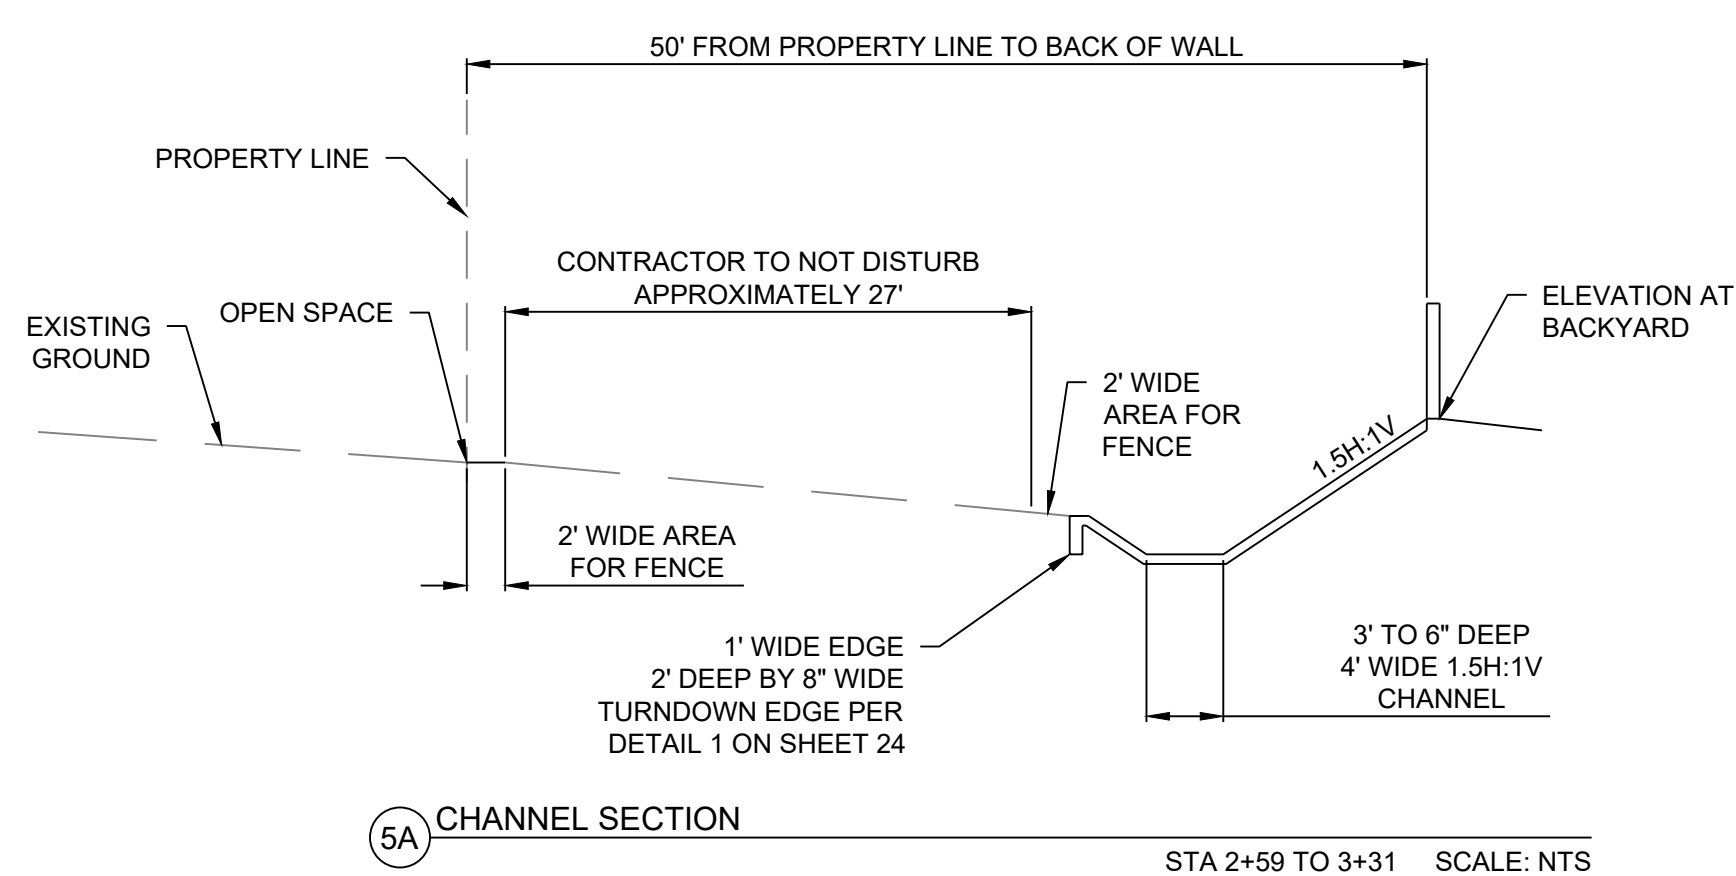 50' FROM PROPERTY LINE TO BACK OF WALL
PROPERTY LINE
CONTRACTOR TO NOT DISTURB
APPROXIMATELY 27'
OPEN SPACE
EXISTING
GROUND
ELEVATION AT
BACKYARD
2' WIDE
AREA FOR
FENCE
1.5H:1V
2' WIDE AREA
FOR FENCE
1' WIDE EDGE
2' DEEP BY 8" WIDE
TURNDOWN EDGE PER
DETAIL 1 ON SHEET 24
3' TO 6" DEEP
4' WIDE 1.5H:1V
CHANNEL
5A CHANNEL SECTION
STA 2+59 TO 3+31 SCALE: NTS